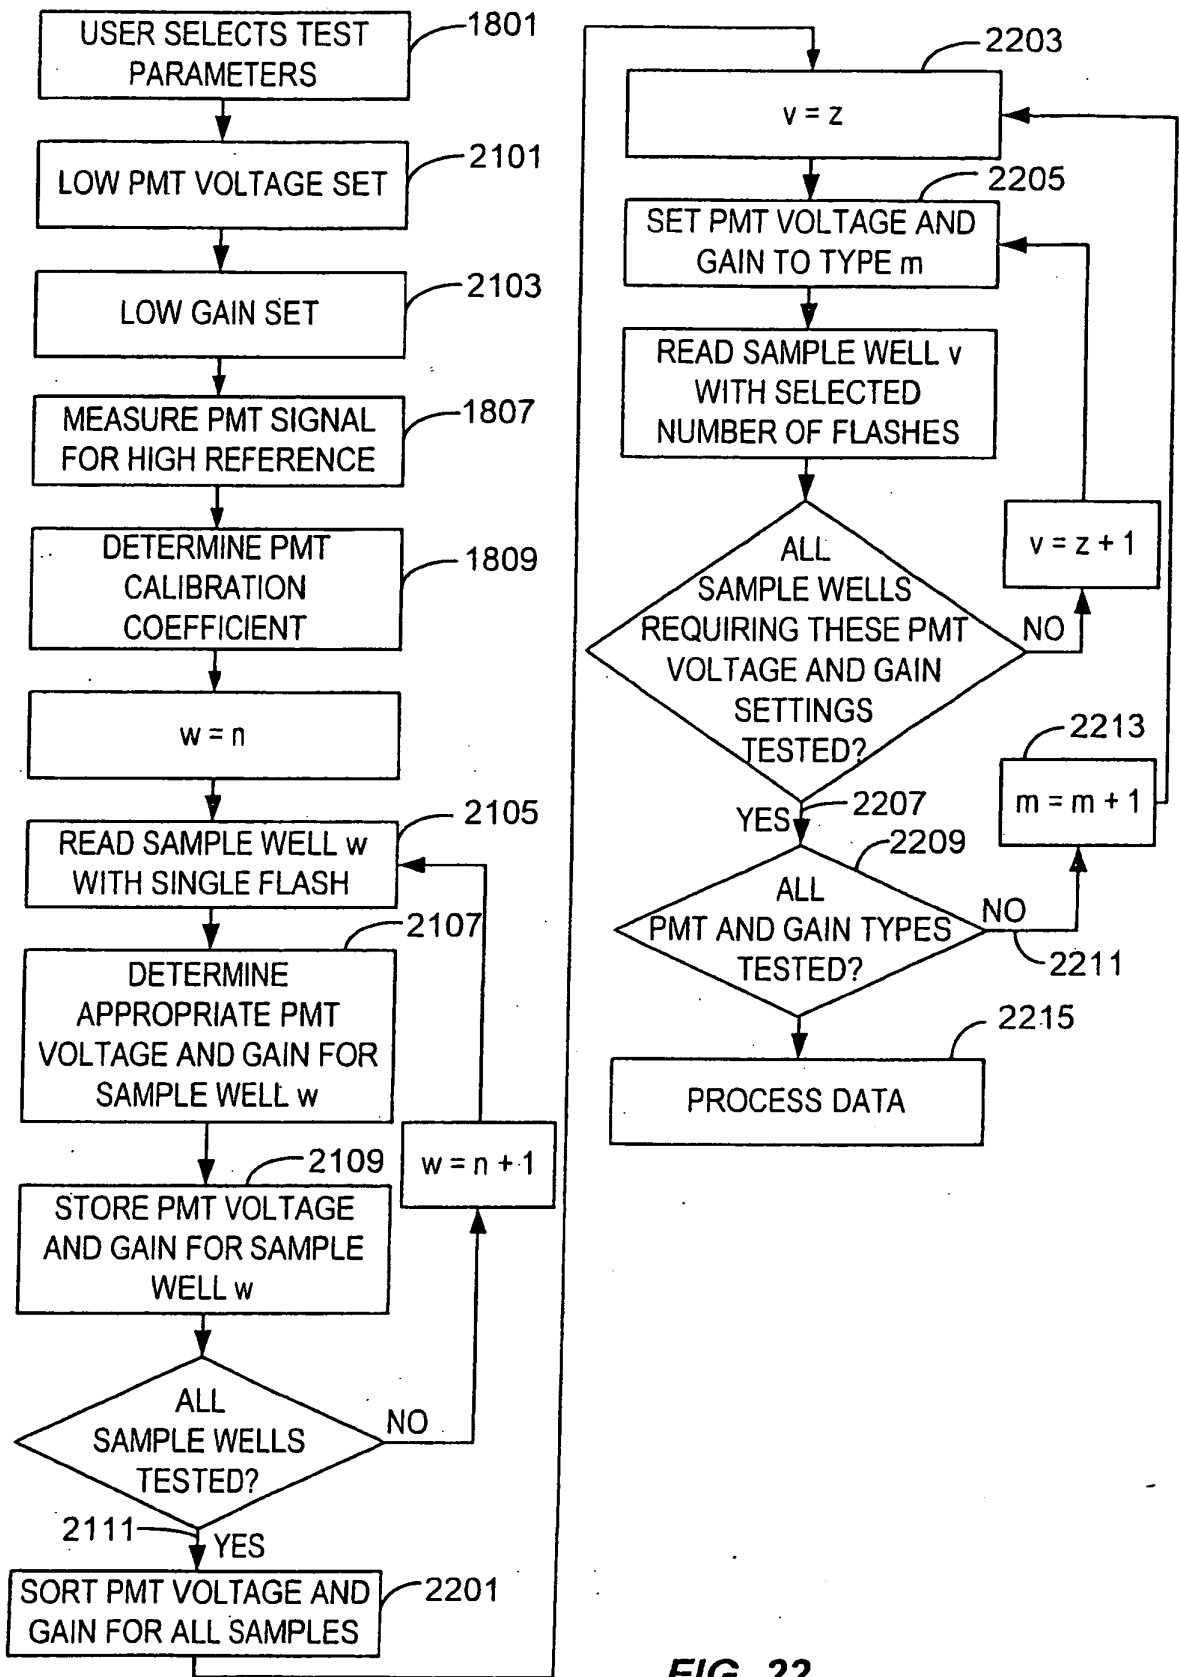 USER SELECTS TEST
PARAMETERS
1801
LOW PMT VOLTAGE SET
2101
LOW GAIN SET
2103
MEASURE PMT SIGNAL
FOR HIGH REFERENCE
1807
DETERMINE PMT
CALIBRATION
COEFFICIENT
1809
w = n
READ SAMPLE WELL w
WITH SINGLE FLASH
2105
DETERMINE
APPROPRIATE PMT
VOLTAGE AND GAIN FOR
SAMPLE WELL w
2107
STORE PMT VOLTAGE
AND GAIN FOR SAMPLE
WELL w
2109
w = n + 1
ALL
SAMPLE WELLS
TESTED?
NO
2111
YES
SORT PMT VOLTAGE AND
GAIN FOR ALL SAMPLES
2201
v = z
2203
SET PMT VOLTAGE AND
GAIN TO TYPE m
2205
READ SAMPLE WELL v
WITH SELECTED
NUMBER OF FLASHES
ALL
SAMPLE WELLS
REQUIRING THESE PMT
VOLTAGE AND GAIN
SETTINGS
TESTED?
NO
v = z + 1
YES
2207
ALL
PMT AND GAIN TYPES
TESTED?
2209
NO
2211
m = m + 1
2213
PROCESS DATA
2215
FIG. 22